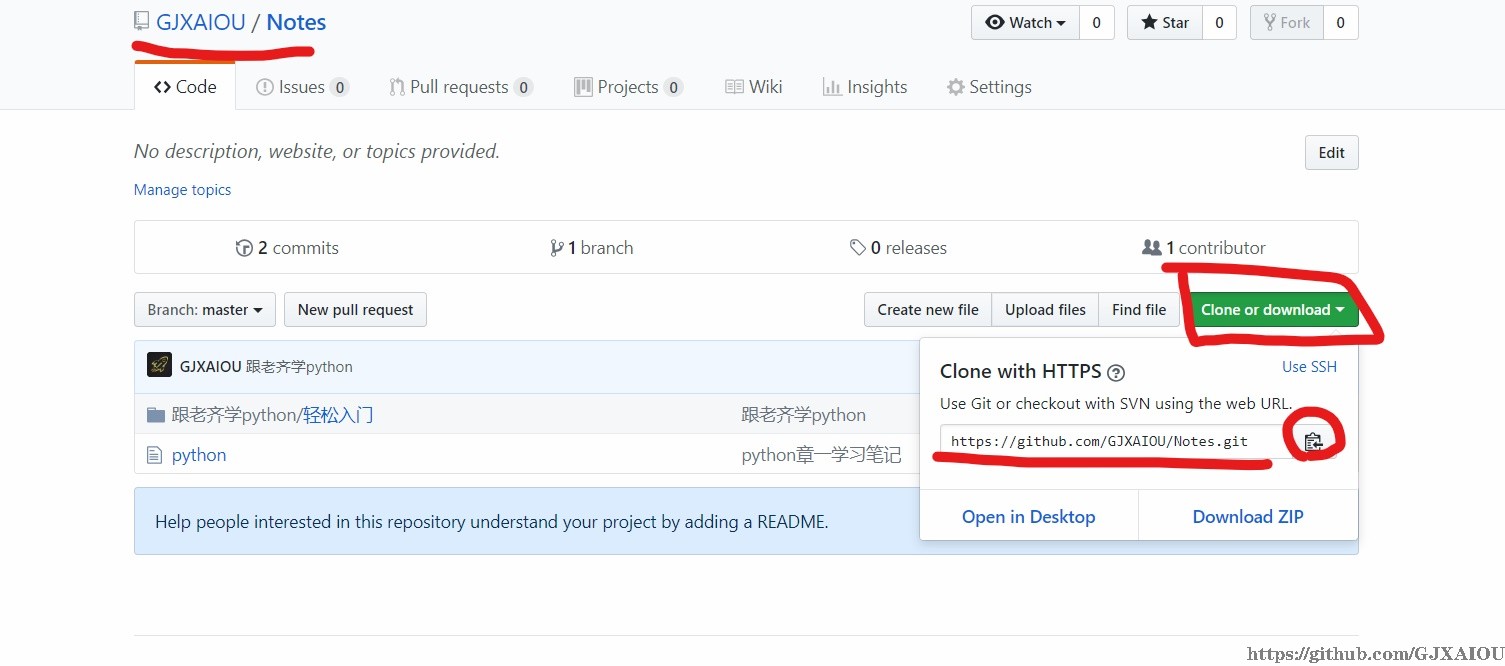 GJXAIOU / Notes
Watch 0 Star 0 Fork 0
Code Issues 0 Pull requests 0 Projects 0 Wiki Insights Settings
No description, website, or topics provided.
Edit
Manage topics
2 commits 1 branch 0 releases 1 contributor
Branch: master New pull request Create new file Upload files Find file Clone or download
GJXAIOU 跟老齐学python
跟老齐学python/轻松入门 跟老齐学python
python python章一学习笔记
Help people interested in this repository understand your project by adding a README.
Clone with HTTPS ?
Use SSH
Use Git or checkout with SVN using the web URL.
https://github.com/GJXAIOU/Notes.git
Open in Desktop Download ZIP
https://github.com/GJXAIOU